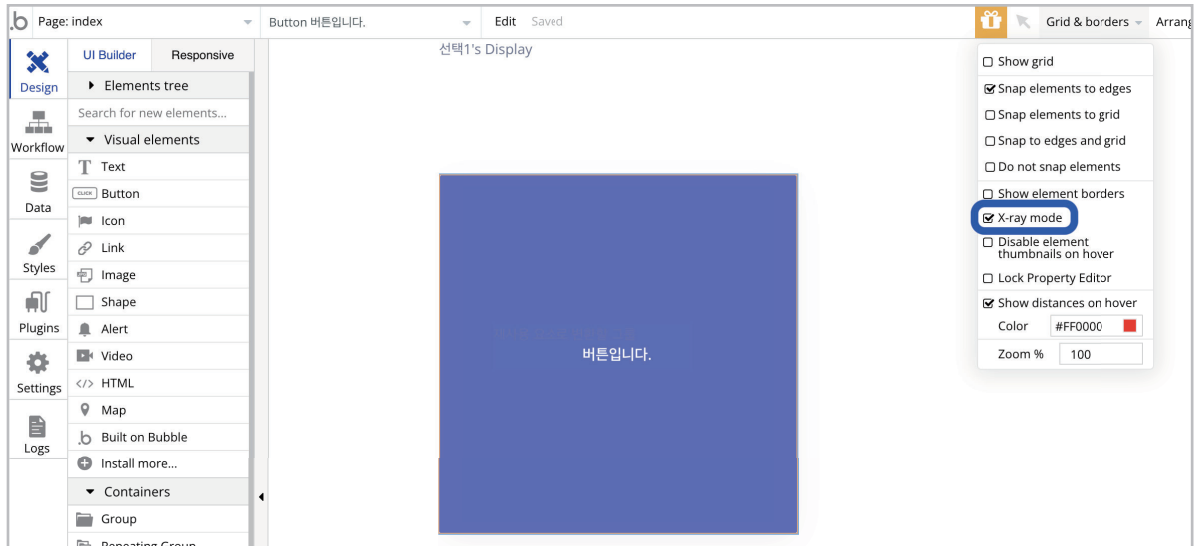 .b Page: index Button 버튼입니다. Edit Saved Grid & borders
UI Builder Responsive
Design
Workflow
Data
Styles
Plugins
Settings
Logs
Elements tree
Search for new elements...
Visual elements
T Text
CLICK Button
Icon
Link
Image
Shape
Alert
Video
</> HTML
Map
.b Built on Bubble
Install more...
Containers
Group
Repeating Group
선택1's Display
버튼입니다.
Show grid
Snap elements to edges
Snap elements to grid
Snap to edges and grid
Do not snap elements
Show element borders
X-ray mode
Disable element
thumbnails on hover
Lock Property Editor
Show distances on hover
Color #FF0000
Zoom % 100